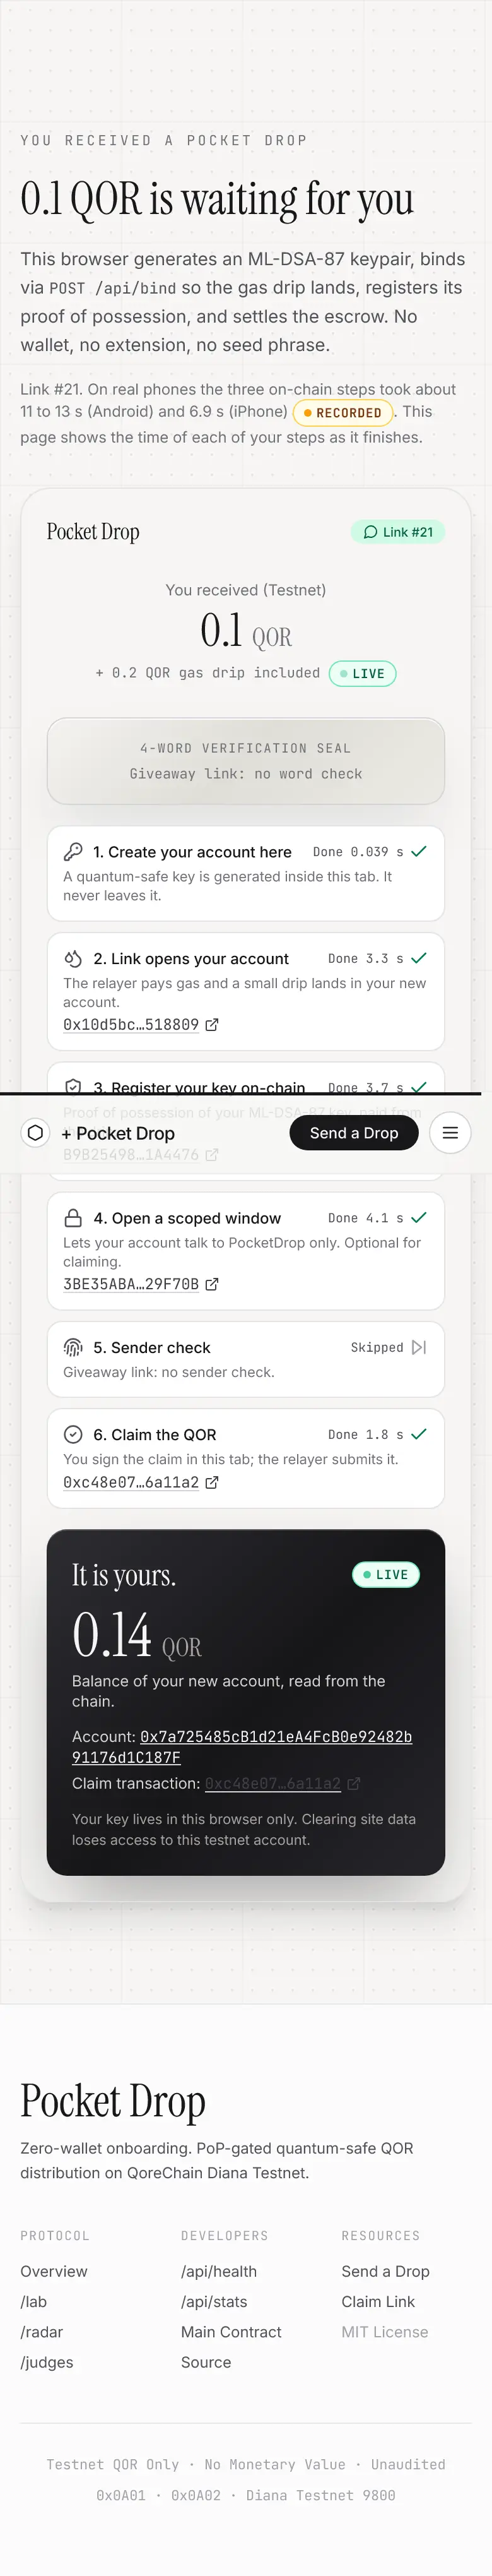 YOU RECEIVED A POCKET DROP
0.1 QOR is waiting for you
This browser generates an ML-DSA-87 keypair, binds
via POST /api/bind so the gas drip lands, registers its
proof of possession, and settles the escrow. No
wallet, no extension, no seed phrase.
Link #21. On real phones the three on-chain steps took about
11 to 13 s (Android) and 6.9 s (iPhone) RECORDED. This
page shows the time of each of your steps as it finishes.
Pocket Drop
Link #21
You received (Testnet)
0.1 QOR
+ 0.2 QOR gas drip included LIVE
4-WORD VERIFICATION SEAL
Giveaway link: no word check
1. Create your account here Done 0.039 s
A quantum-safe key is generated inside this tab. It
never leaves it.
2. Link opens your account Done 3.3 s
The relayer pays gas and a small drip lands in your new
account.
0x10d5bc…518809
3. Register your key on-chain Done 3.7 s
Proof of possession of your ML-DSA-87 key, paid from
+ Pocket Drop
Send a Drop
B9B25498…1A4476
4. Open a scoped window Done 4.1 s
Lets your account talk to PocketDrop only. Optional for
claiming.
3BE35ABA…29F70B
5. Sender check Skipped
Giveaway link: no sender check.
6. Claim the QOR Done 1.8 s
You sign the claim in this tab; the relayer submits it.
0xc48e07…6a11a2
It is yours. LIVE
0.14 QOR
Balance of your new account, read from the
chain.
Account: 0x7a725485cB1d21eA4FcB0e92482b
91176d1C187F
Claim transaction: 0xc48e07…6a11a2
Your key lives in this browser only. Clearing site data
loses access to this testnet account.
Pocket Drop
Zero-wallet onboarding. PoP-gated quantum-safe QOR
distribution on QoreChain Diana Testnet.
PROTOCOL DEVELOPERS RESOURCES
Overview /api/health Send a Drop
/lab /api/stats Claim Link
/radar Main Contract MIT License
/judges Source
Testnet QOR Only · No Monetary Value · Unaudited
0x0A01 · 0x0A02 · Diana Testnet 9800